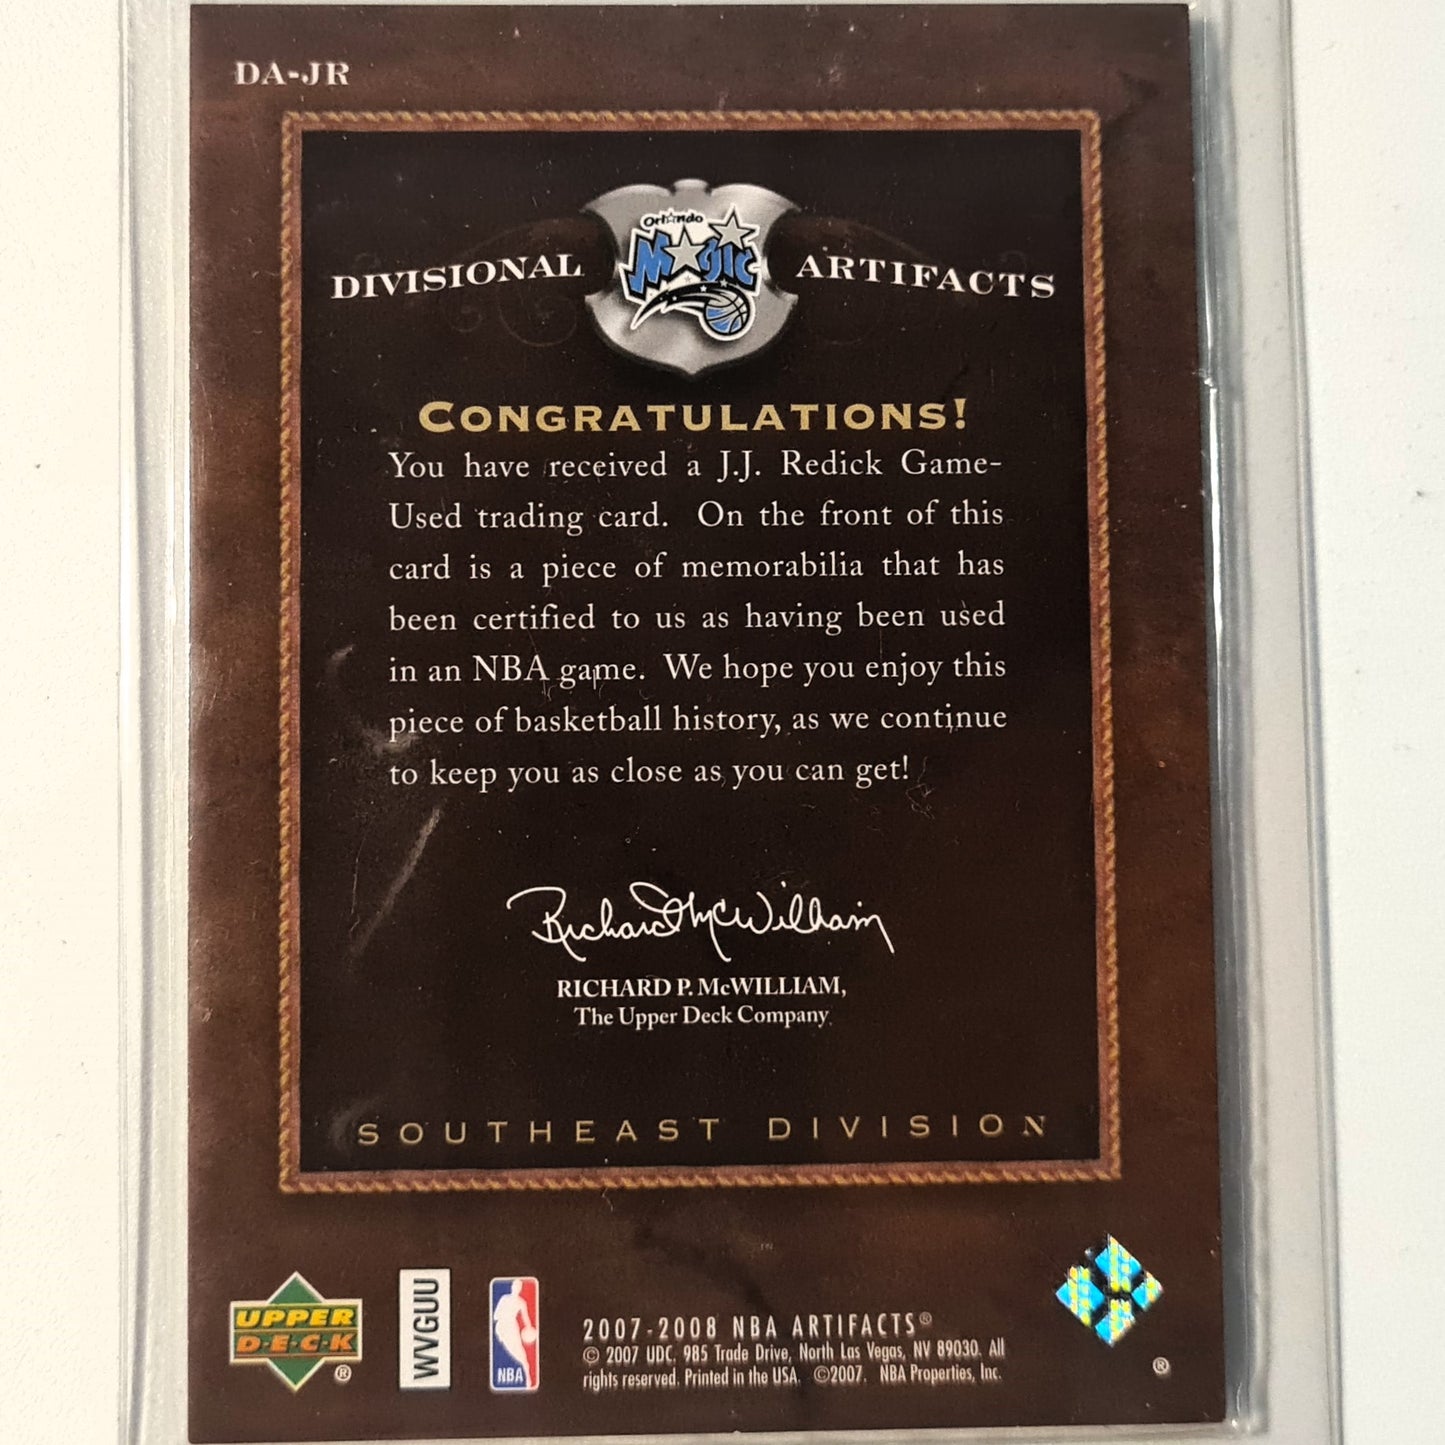 DA-JR
Orlando
Magic
DIVISIONAL ARTIFACTS
CONGRATULATIONS!
You have received a J.J. Redick Game-
Used trading card. On the front of this
card is a piece of memorabilia that has
been certified to us as having been used
in an NBA game. We hope you enjoy this
piece of basketball history, as we continue
to keep you as close as you can get!
Richard P. McWilliam
RICHARD P. McWILLIAM,
The Upper Deck Company
SOUTHEAST DIVISION
UPPER
D·E·C·K
®
WVGUU
NBA
2007-2008 NBA ARTIFACTS®
© 2007 UDC. 985 Trade Drive, North Las Vegas, NV 89030. All
rights reserved. Printed in the USA. ©2007. NBA Properties, Inc.
®